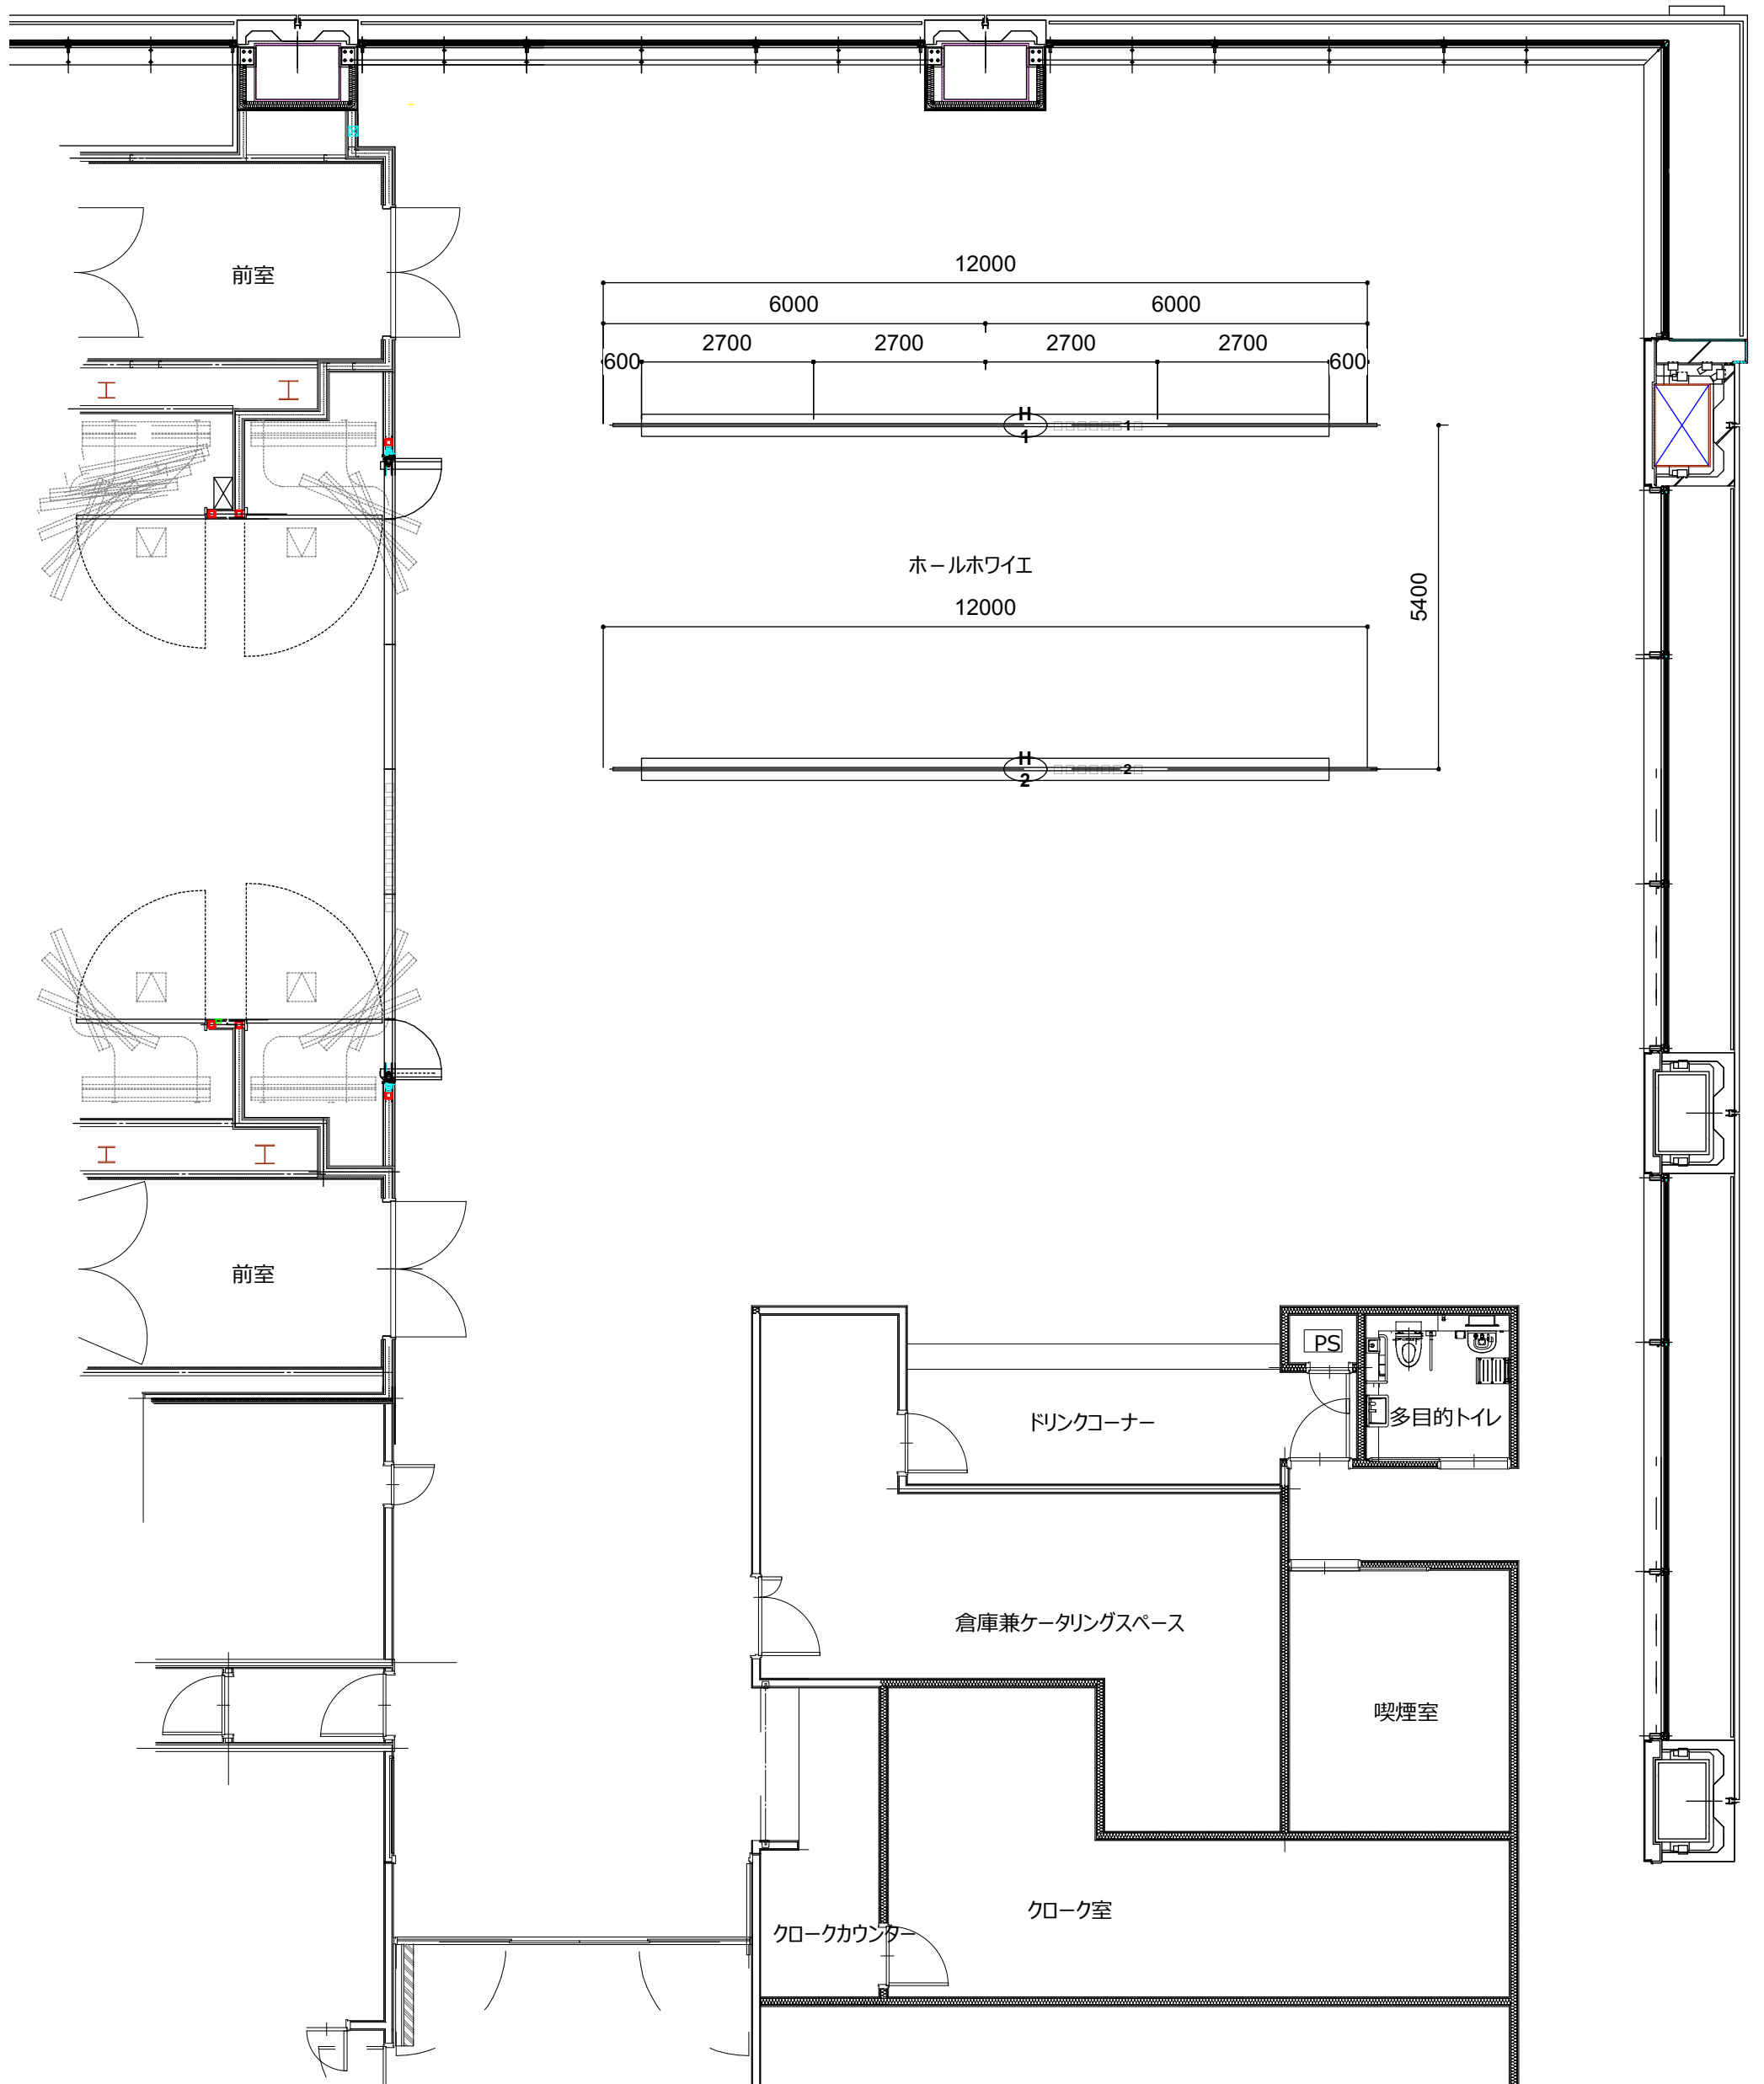 前室
12000
6000 6000
2700 2700 2700 2700
600 600
H
1
1
ホールホワイエ
12000
5400
H
2
2
前室
PS
多目的トイレ
ドリンクコーナー
倉庫兼ケータリングスペース
喫煙室
クローク室
クロークカウンター